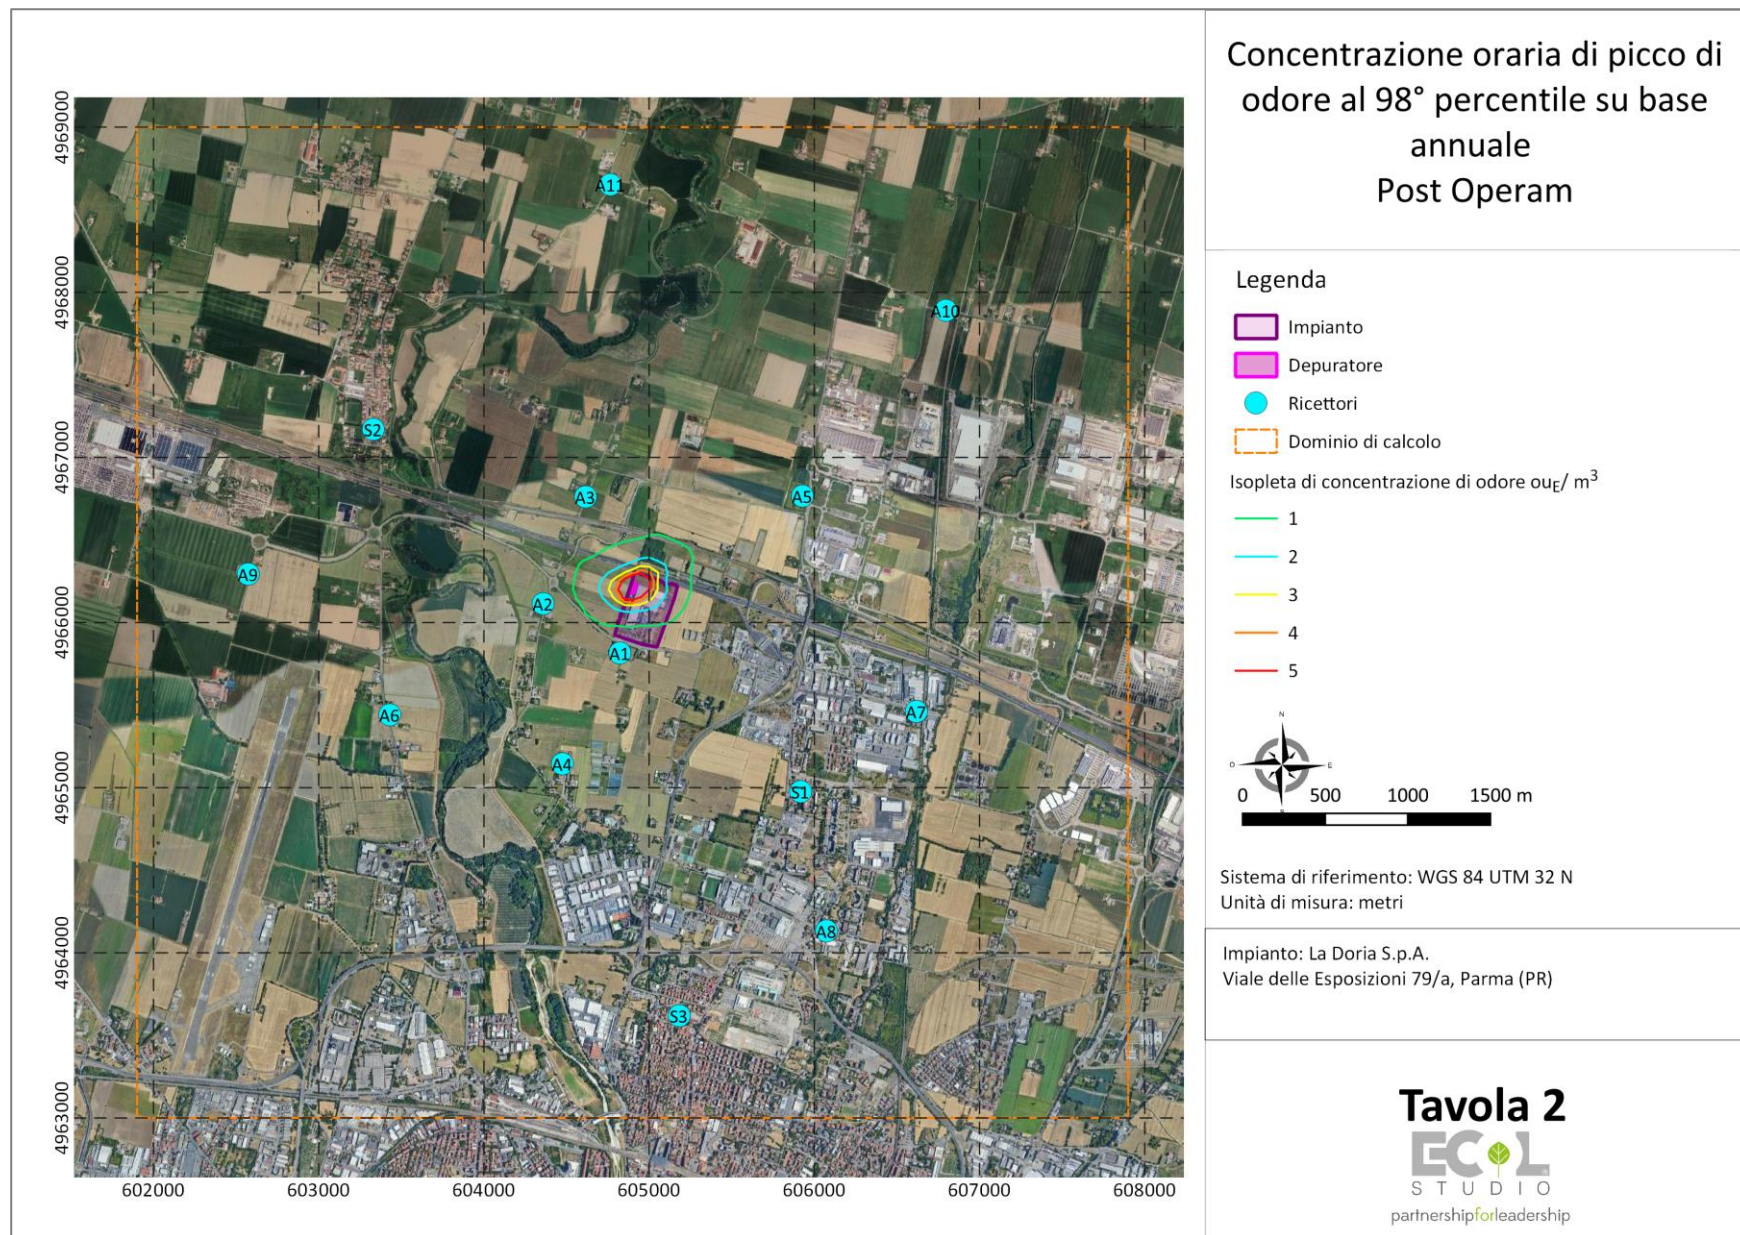 Concentrazione oraria di picco di
odore al 98° percentile su base
annuale
Post Operam
4969000
4968000
4967000
4966000
4965000
4964000
4963000
602000
603000
604000
605000
606000
607000
608000
A11
A10
S2
A3
A5
A9
A2
A1
A6
A7
A4
S1
A8
S3
Legenda
Impianto
Depuratore
Ricettori
Dominio di calcolo
Isopleta di concentrazione di odore ouE/ m³
1
2
3
4
5
N
O
E
0 500 1000 1500 m
Sistema di riferimento: WGS 84 UTM 32 N
Unità di misura: metri
Impianto: La Doria S.p.A.
Viale delle Esposizioni 79/a, Parma (PR)
Tavola 2
ECOL
STUDIO
partnershipforleadership